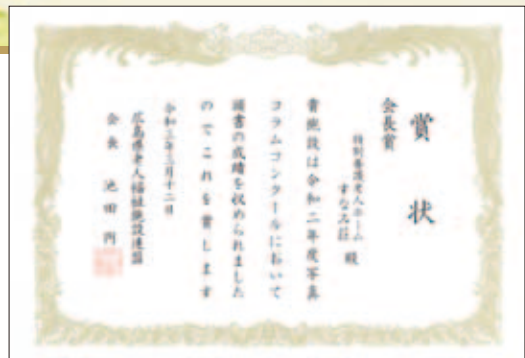 賞状
会長賞
特別養護老人ホーム
すなみ荘 殿
貴施設は令和二年度写真
コラムコンクールにおいて
頭書の成績を収められました
のでこれを賞します
令和三年三月十二日
広島県老人福祉施設連盟
会長 池田 円